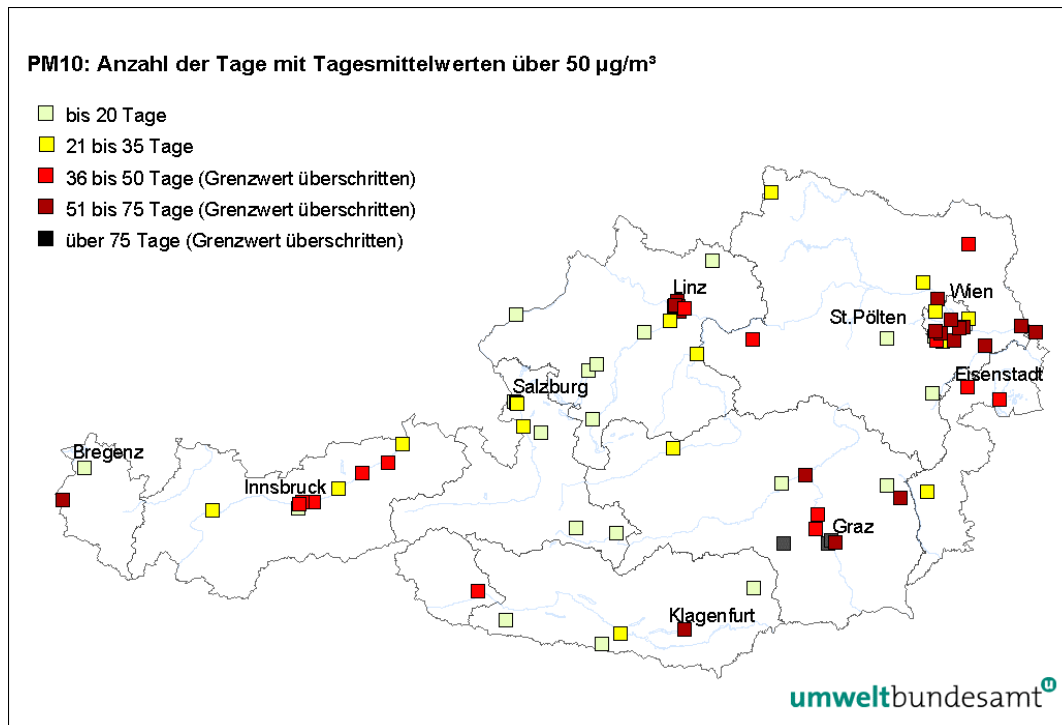 PM10: Anzahl der Tage mit Tagesmittelwerten über 50 µg/m³
bis 20 Tage
21 bis 35 Tage
36 bis 50 Tage (Grenzwert überschritten)
51 bis 75 Tage (Grenzwert überschritten)
über 75 Tage (Grenzwert überschritten)
Linz
Wien
St.Pölten
Eisenstadt
Salzburg
Bregenz
Innsbruck
Graz
Klagenfurt
umweltbundesamt u